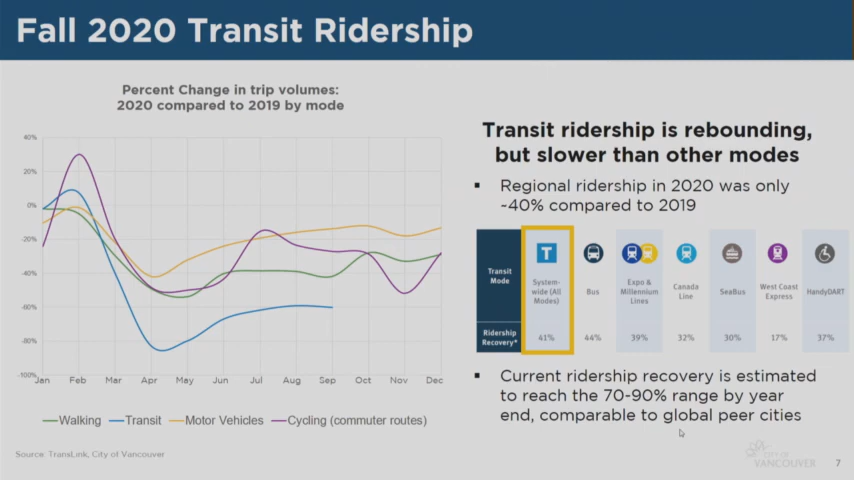 Fall 2020 Transit Ridership
Percent Change in trip volumes:
2020 compared to 2019 by mode
40%
20%
0%
-20%
-40%
-60%
-80%
-100%
Jan Feb Mar Apr May Jun Jul Aug Sep Oct Nov Dec
Walking Transit Motor Vehicles Cycling (commuter routes)
Source: TransLink, City of Vancouver
Transit ridership is rebounding,
but slower than other modes
▪ Regional ridership in 2020 was only
~40% compared to 2019
Transit
Mode
T
System-
wide (All
Modes)
Bus
Expo &
Millennium
Lines
Canada
Line
SeaBus
West Coast
Express
HandyDART
Ridership
Recovery*
41% 44% 39% 32% 30% 17% 37%
▪ Current ridership recovery is estimated
to reach the 70-90% range by year
end, comparable to global peer cities
CITY OF
VANCOUVER
7